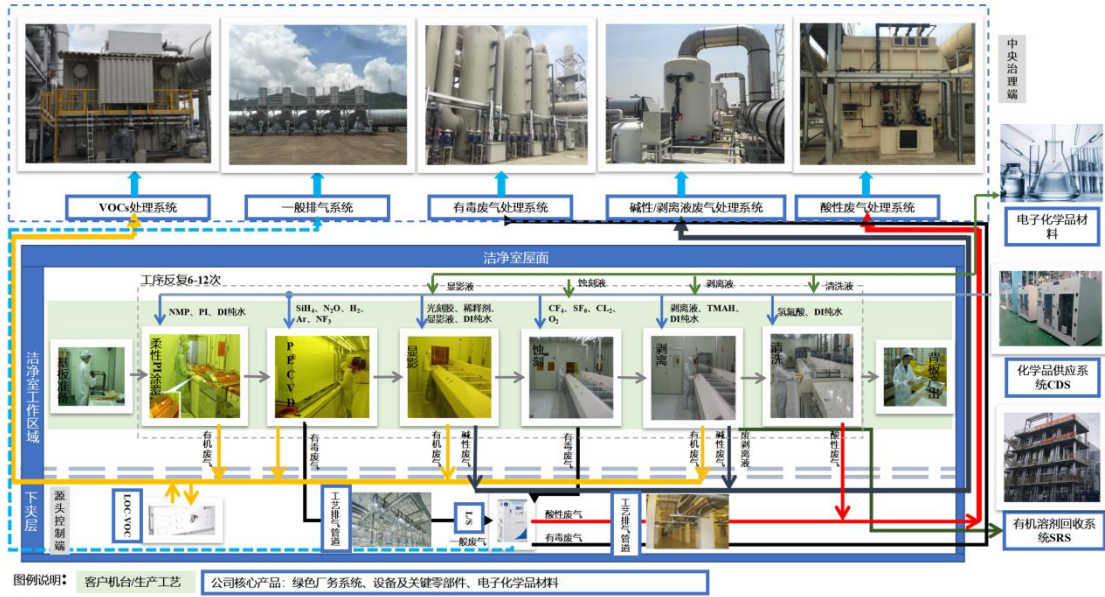 中央治理端
VOCs处理系统
一般排气系统
有毒废气处理系统
碱性/剥离液废气处理系统
酸性废气处理系统
电子化学品材
料
洁净室屋面
工序反复6-12次
显影液
蚀刻液
剥离液
清洗液
NMP、PI、DI纯水
SiH₄、N₂O、H₂、
Ar、NF₃
光刻胶、稀释剂、
显影液、DI纯水
CF₄、SF₆、CL₂、
O₂
剥离液、TMAH、
DI纯水
氢氟酸、DI纯水
化学品供应系
统CDS
洁净室工作区域
基板准备
柔性PI涂覆
PECVD
显影
蚀刻
剥离
清洗
背板出
有机废气
有毒废气
有机废气
碱性废气
有毒废气
有机废气
碱性废气
酸剥离液
酸性废气
下夹层
源头控制端
LOC-VOC
工艺排气管道
L/S
一般废气
酸性废气
有毒废气
工艺排气管道
有机溶剂回收系
统SRS
图例说明：
客户机台/生产工艺
公司核心产品：绿色厂务系统、设备及关键零部件、电子化学品材料